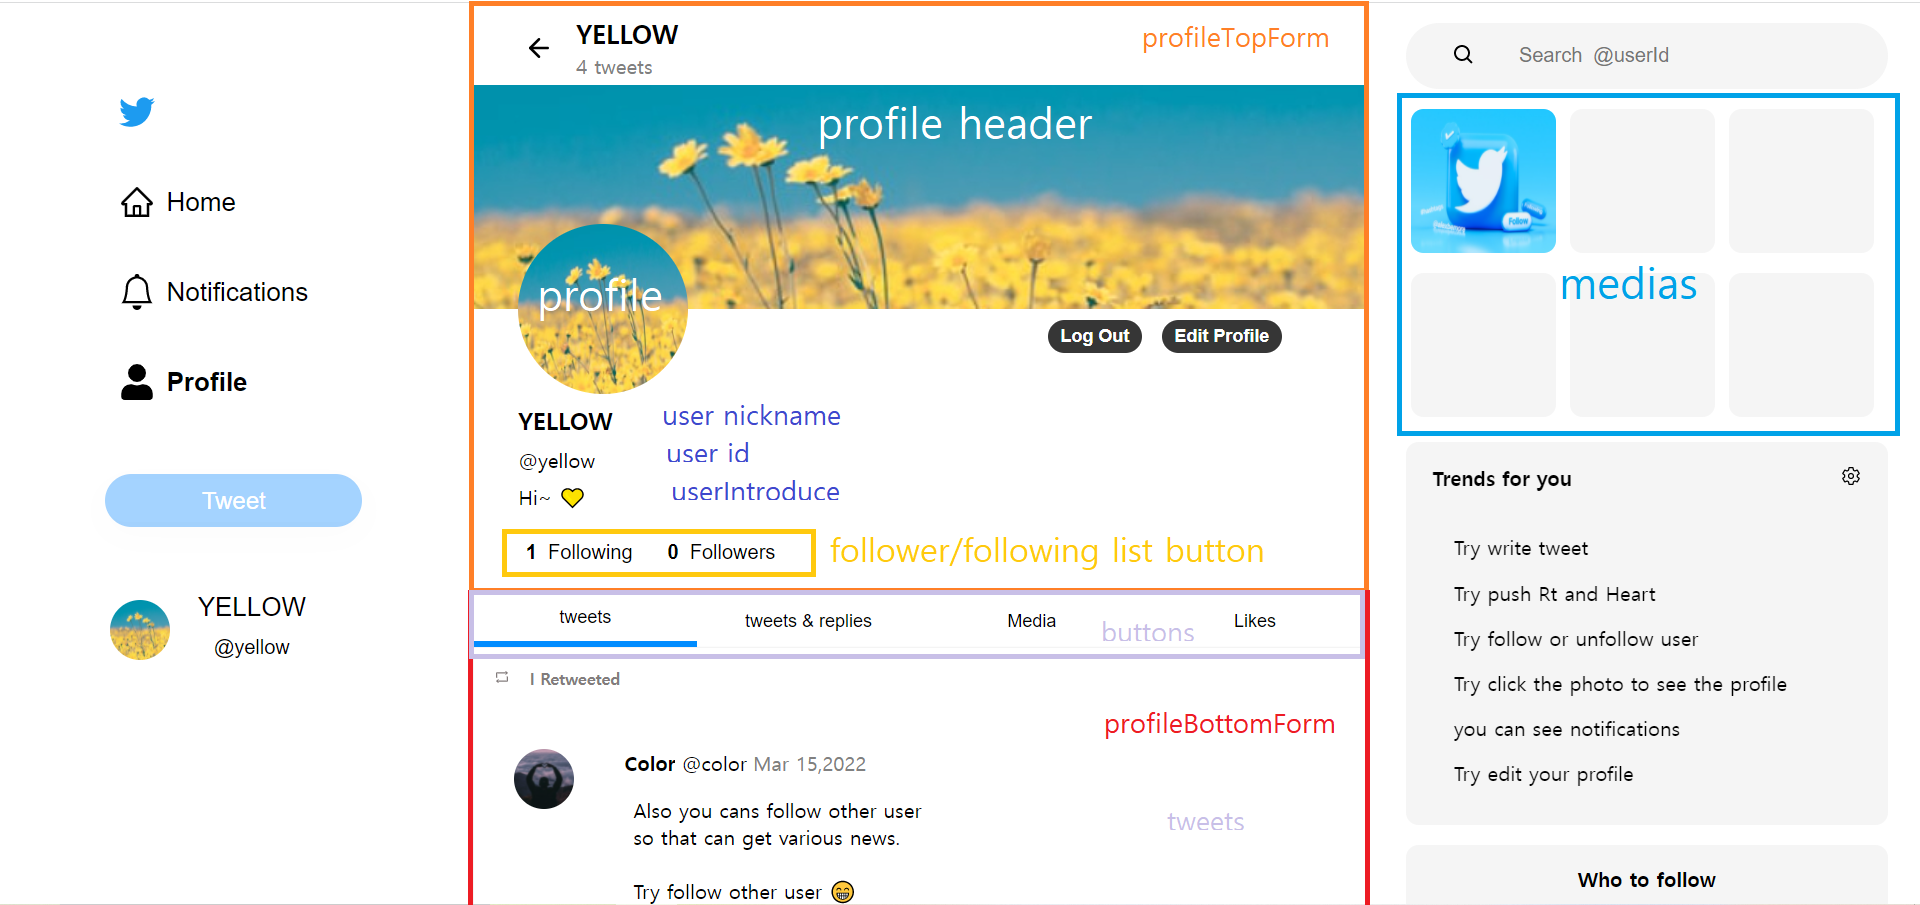 Home
Notifications
Profile
Tweet
YELLOW
@yellow
YELLOW
4 tweets
profileTopForm
profile header
profile
Log Out
Edit Profile
YELLOW
user nickname
@yellow
user id
Hi~ 💛
userIntroduce
1 Following 0 Followers
follower/following list button
tweets
tweets & replies
Media
buttons
Likes
I Retweeted
profileBottomForm
Color @color Mar 15,2022
Also you cans follow other user
so that can get various news.
tweets
Try follow other user 😁
Search @userId
Follow
medias
Trends for you
Try write tweet
Try push Rt and Heart
Try follow or unfollow user
Try click the photo to see the profile
you can see notifications
Try edit your profile
Who to follow